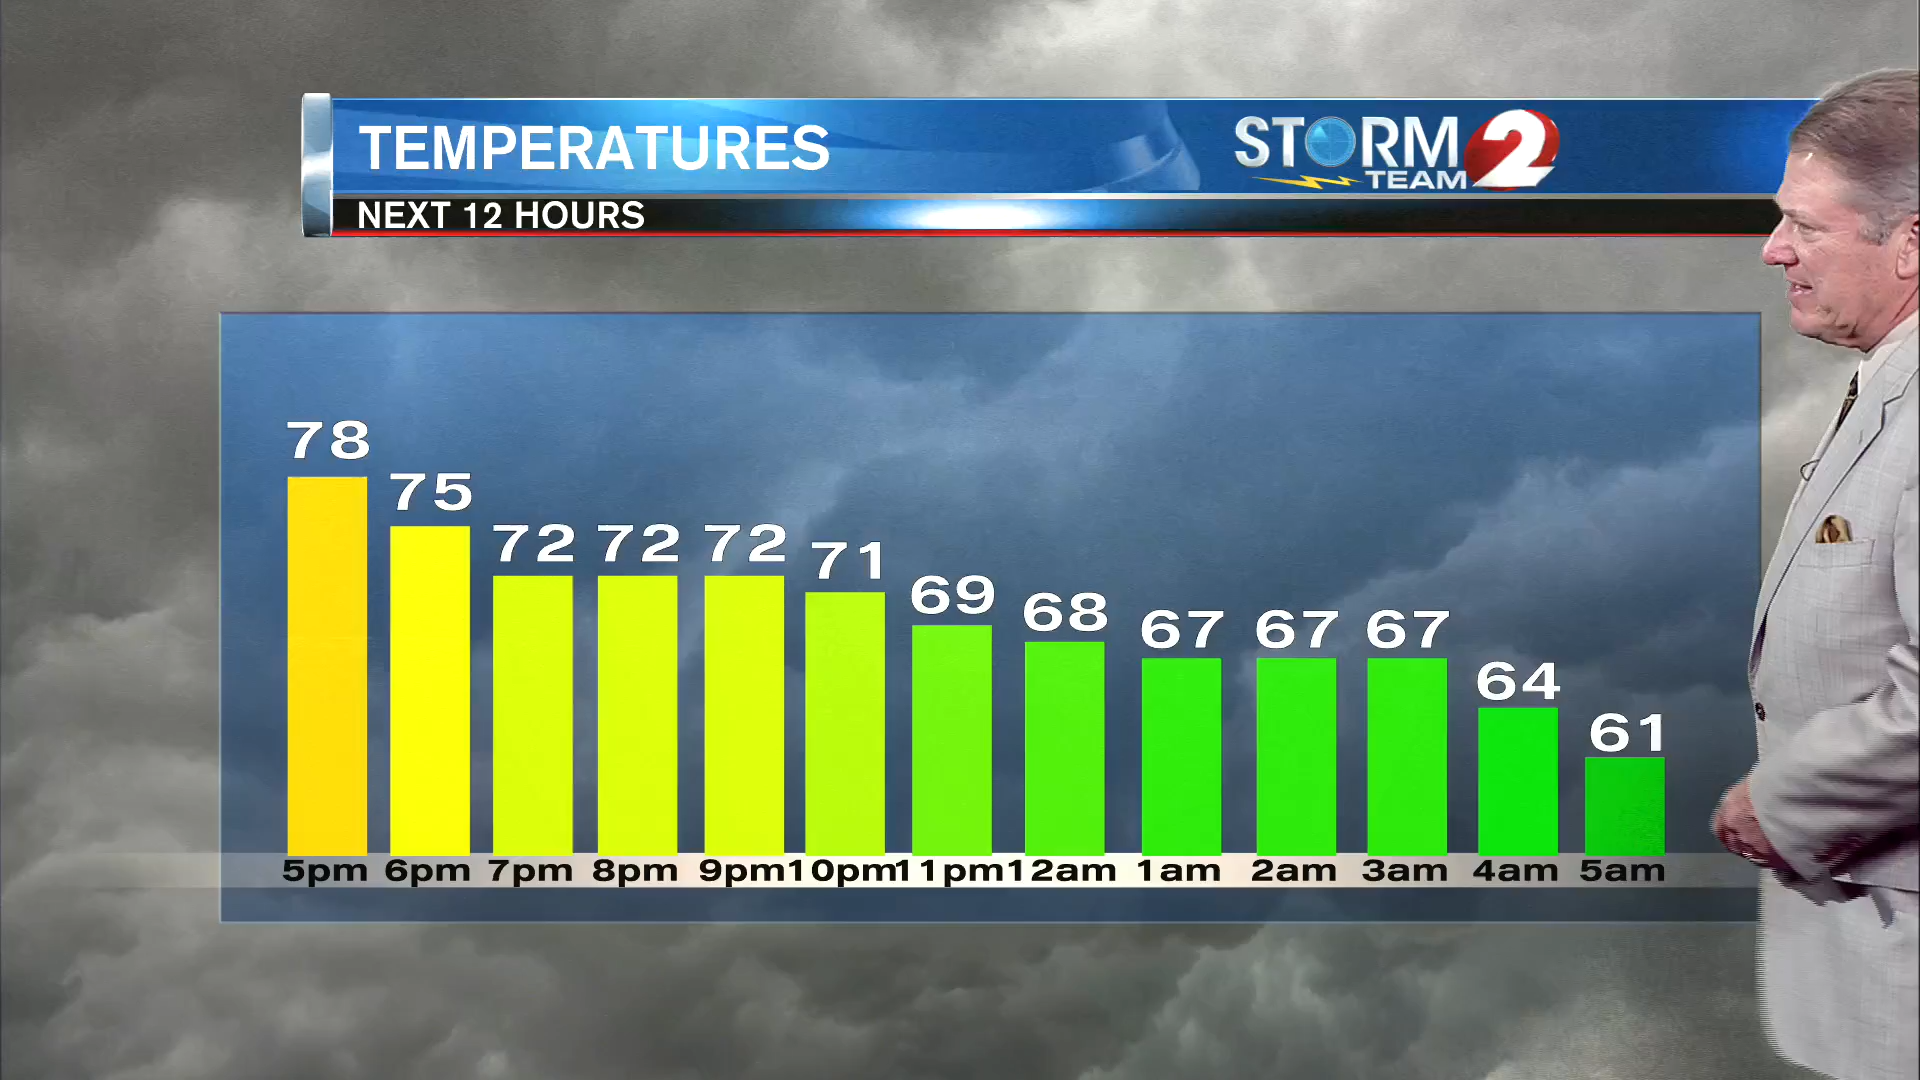 TEMPERATURES
STORM
TEAM 2
NEXT 12 HOURS
78
75
72 72 72
71
69
68
67 67 67
64
61
5pm 6pm 7pm 8pm 9pm 10pm 11pm 12am 1am 2am 3am 4am 5am